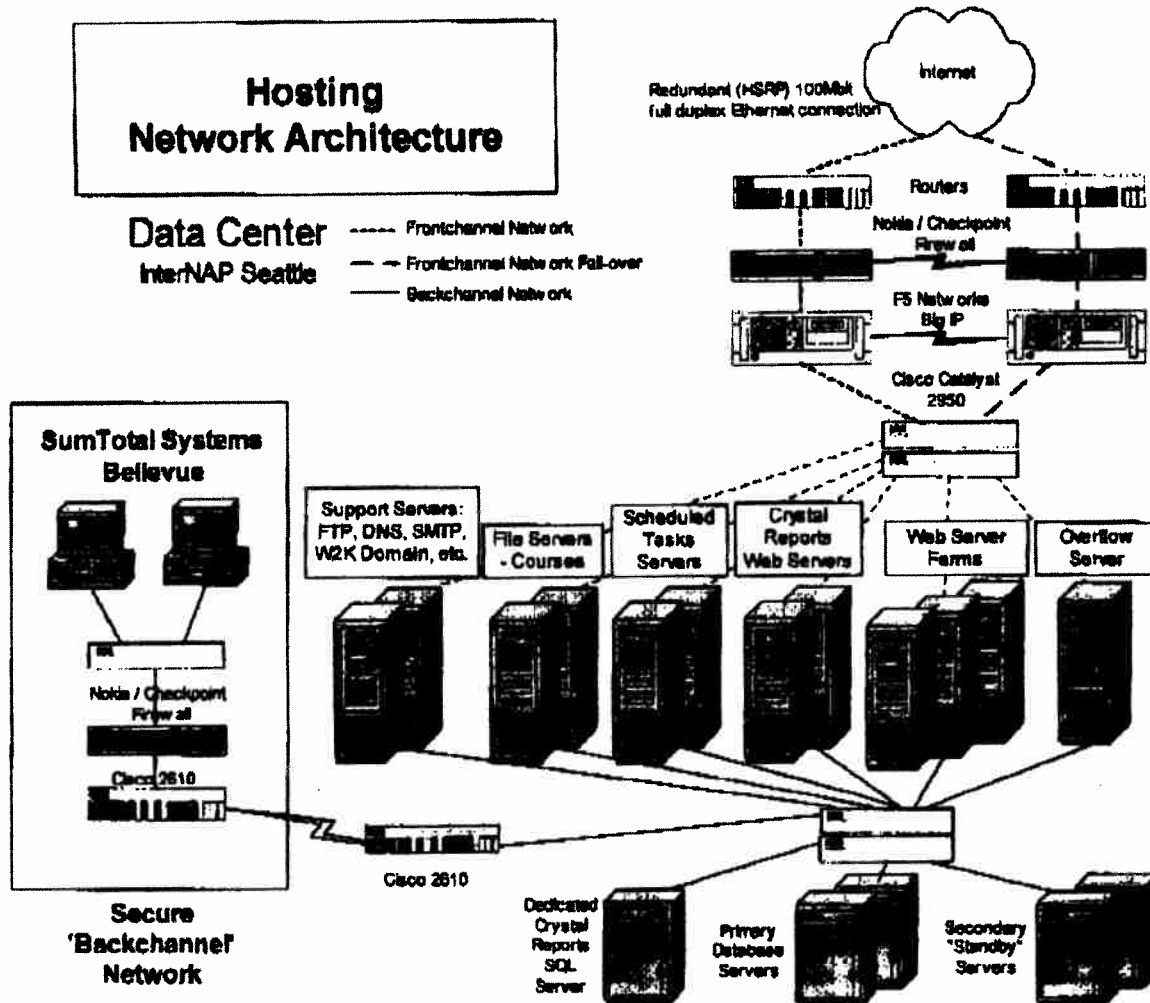 Hosting
Network Architecture
Data Center
InterNAP Seattle
Frontchannel Network
Frontchannel Network Fail-over
Backchannel Network
Internet
Redundant (HSRP) 100Mbit
full duplex Ethernet connection
Routers
Nokia / Checkpoint
Firewall
F5 Networks
Big IP
Cisco Catalyst
2950
SumTotal Systems
Bellevue
Nokia / Checkpoint
Firewall
Cisco 2610
Secure
'Backchannel'
Network
Support Servers:
FTP, DNS, SMTP,
W2K Domain, etc.
File Servers
- Courses
Scheduled
Tasks
Servers
Crystal
Reports
Web Servers
Web Server
Farms
Overflow
Server
Cisco 2610
Dedicated
Crystal
Reports
SQL
Server
Primary
Database
Servers
Secondary
"Standby"
Servers